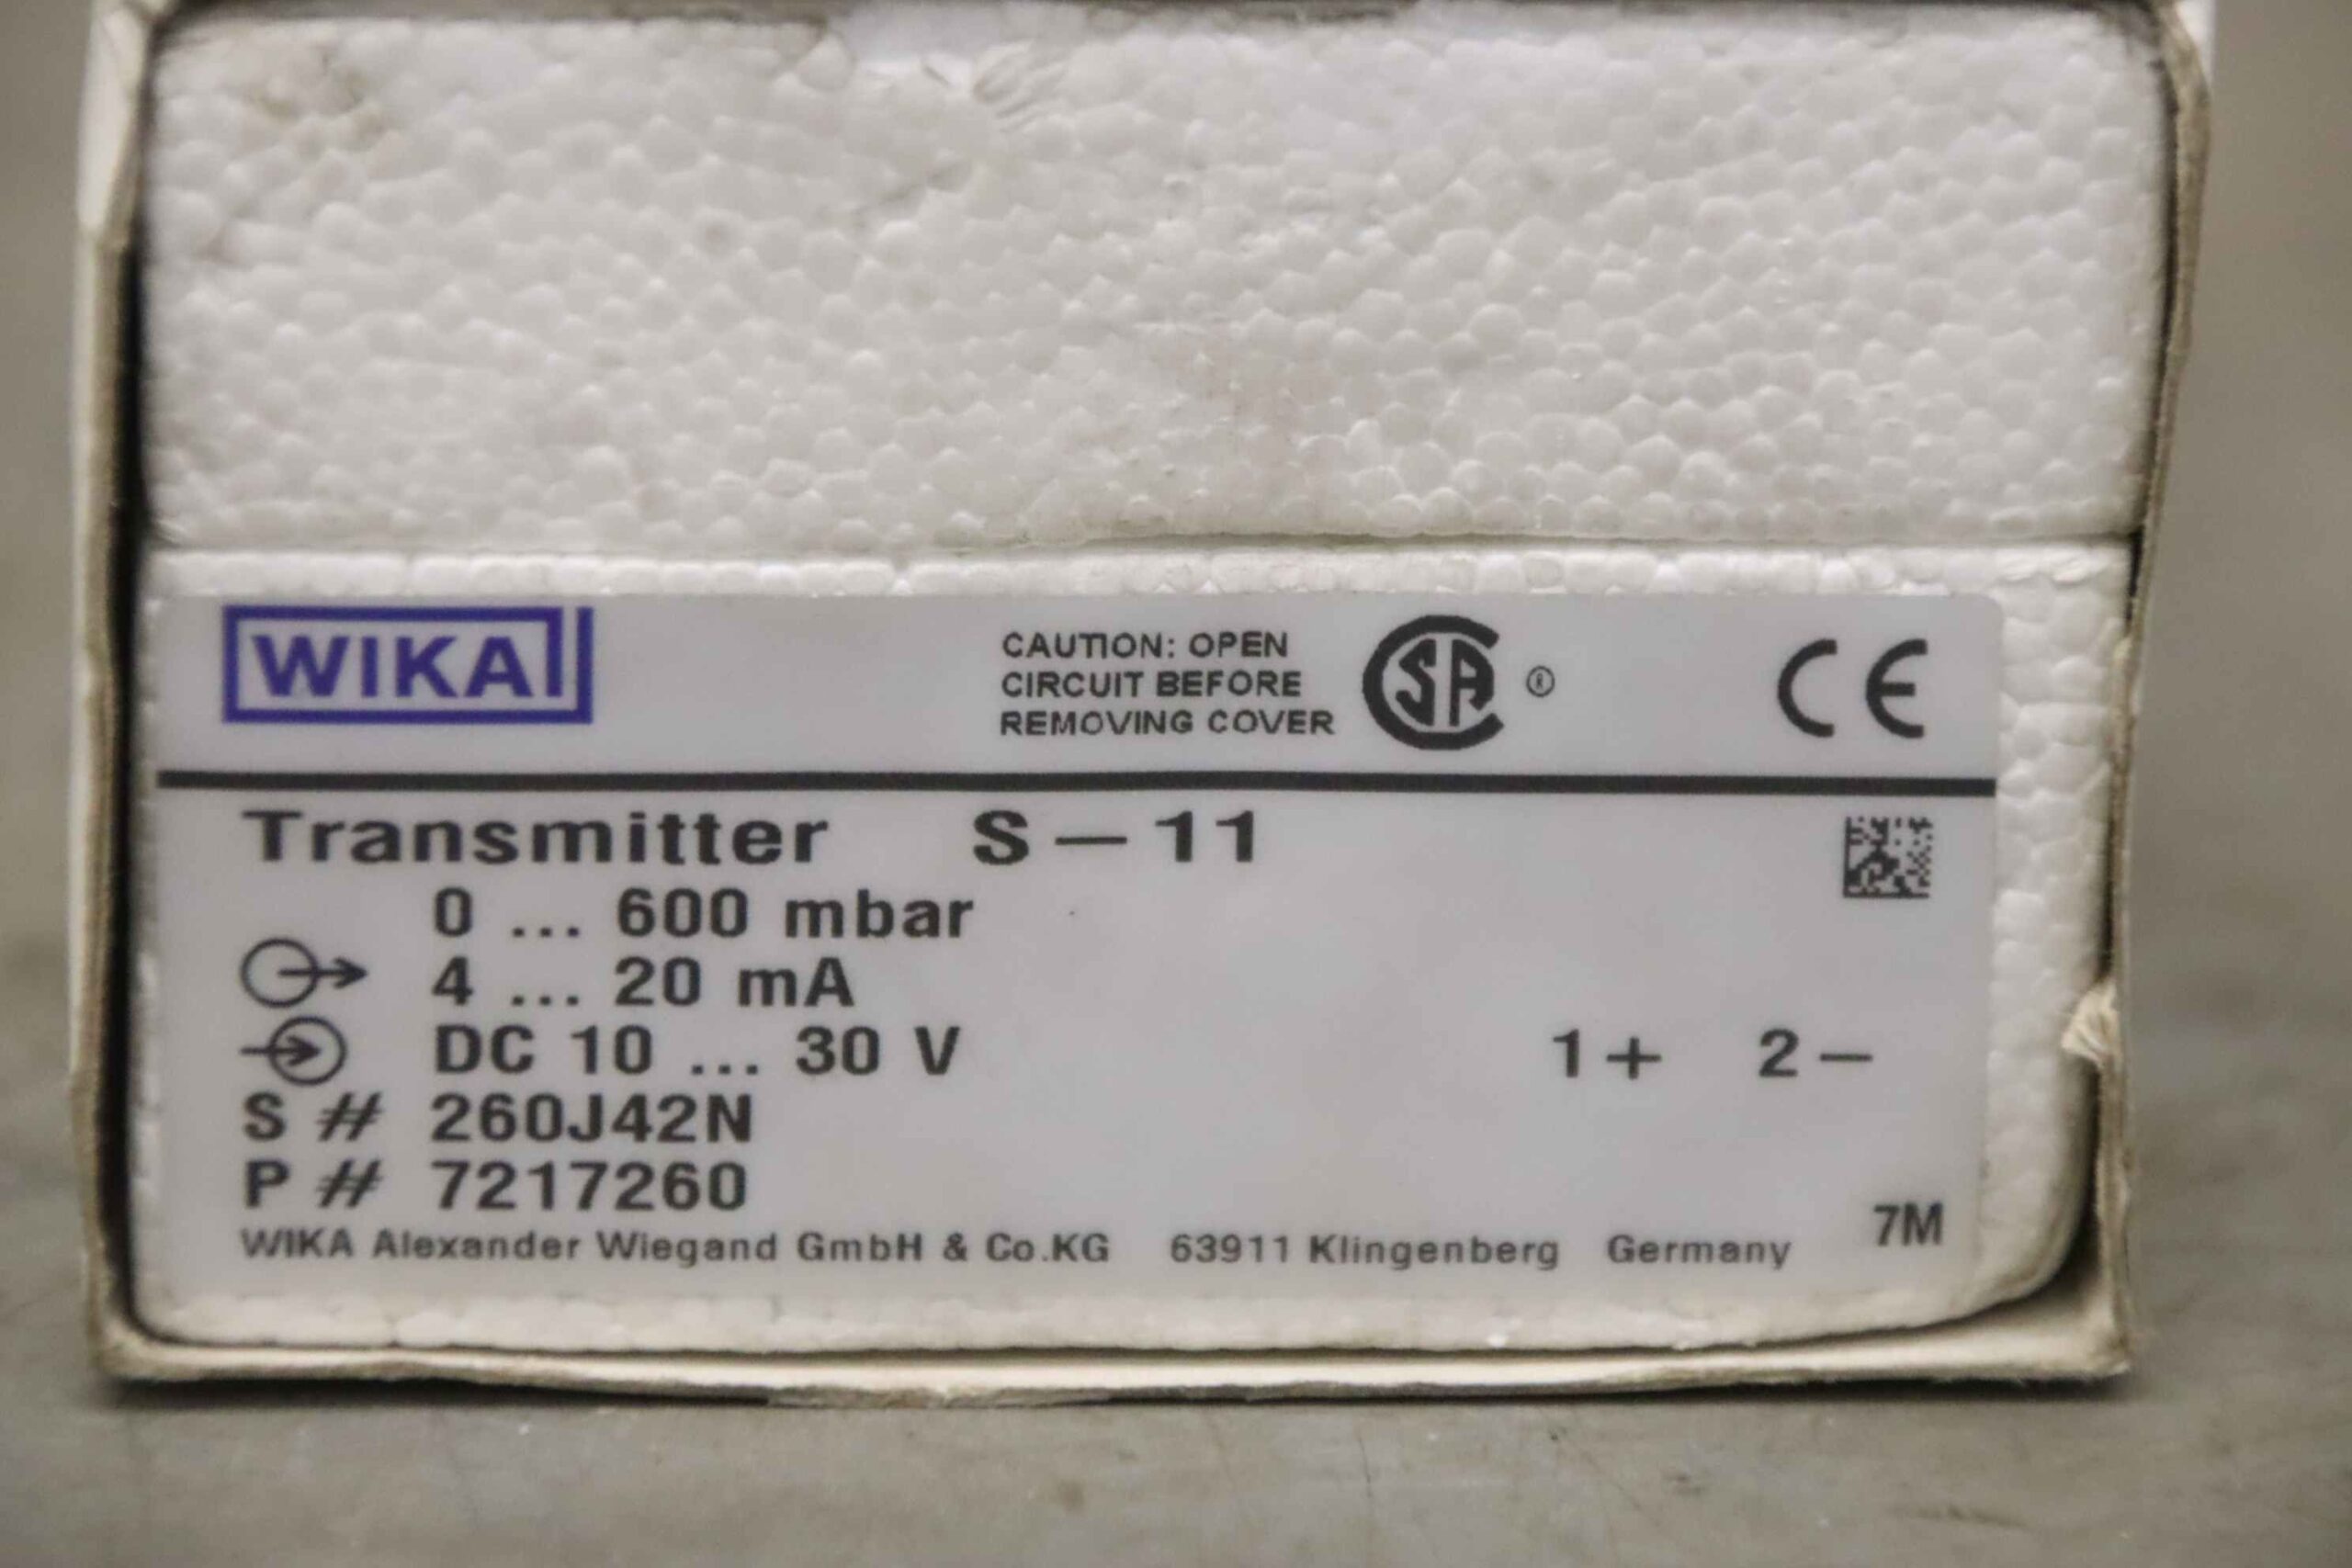 WIKA
CAUTION: OPEN
CIRCUIT BEFORE
REMOVING COVER
SA ®
CE
Transmitter S-11
0 ... 600 mbar
4 ... 20 mA
DC 10 ... 30 V 1+ 2-
S # 260J42N
P # 7217260
7M
WIKA Alexander Wiegand GmbH & Co.KG 63911 Klingenberg Germany